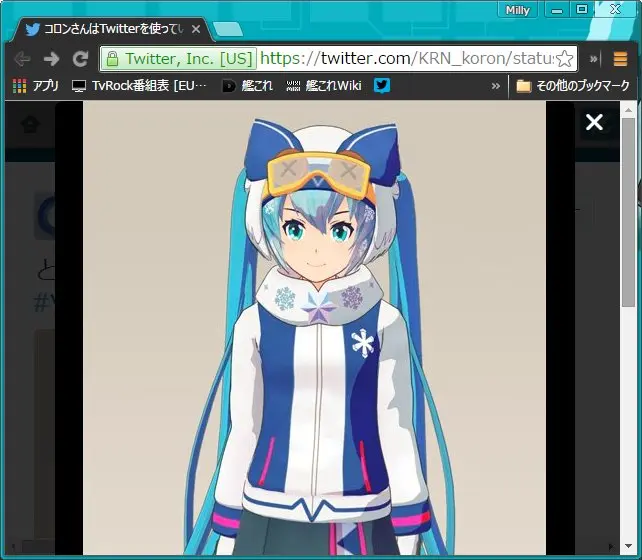 Milly
コロンさんはTwitterを使ってい
Twitter, Inc. [US] https://twitter.com/KRN_koron/statu
アプリ TvRock番組表 [EU… 艦これ 艦これWiki » その他のブックマーク
と